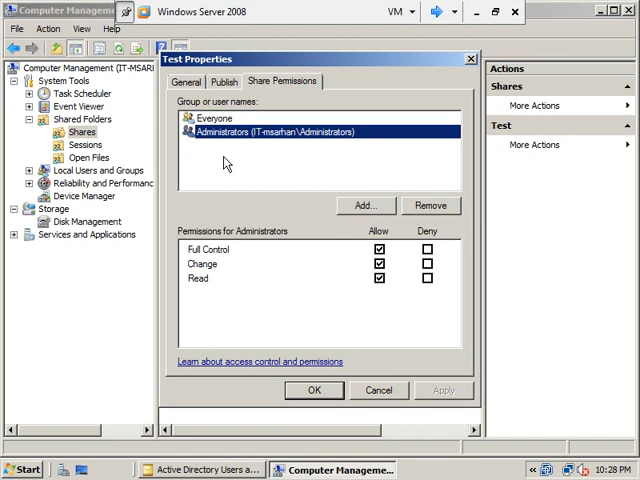 Computer Management
Windows Server 2008
VM
File Action View Help
Computer Management (IT-MSARI
System Tools
Task Scheduler
Event Viewer
Shared Folders
Shares
Sessions
Open Files
Local Users and Groups
Reliability and Performanc
Device Manager
Storage
Disk Management
Services and Applications
Test Properties
General Publish Share Permissions
Group or user names:
Everyone
Administrators (IT-msarhan\Administrators)
Add... Remove
Permissions for Administrators Allow Deny
Full Control
Change
Read
Learn about access control and permissions
OK Cancel Apply
Actions
Shares
More Actions
Test
More Actions
Start
Active Directory Users a...
Computer Manageme...
10:28 PM